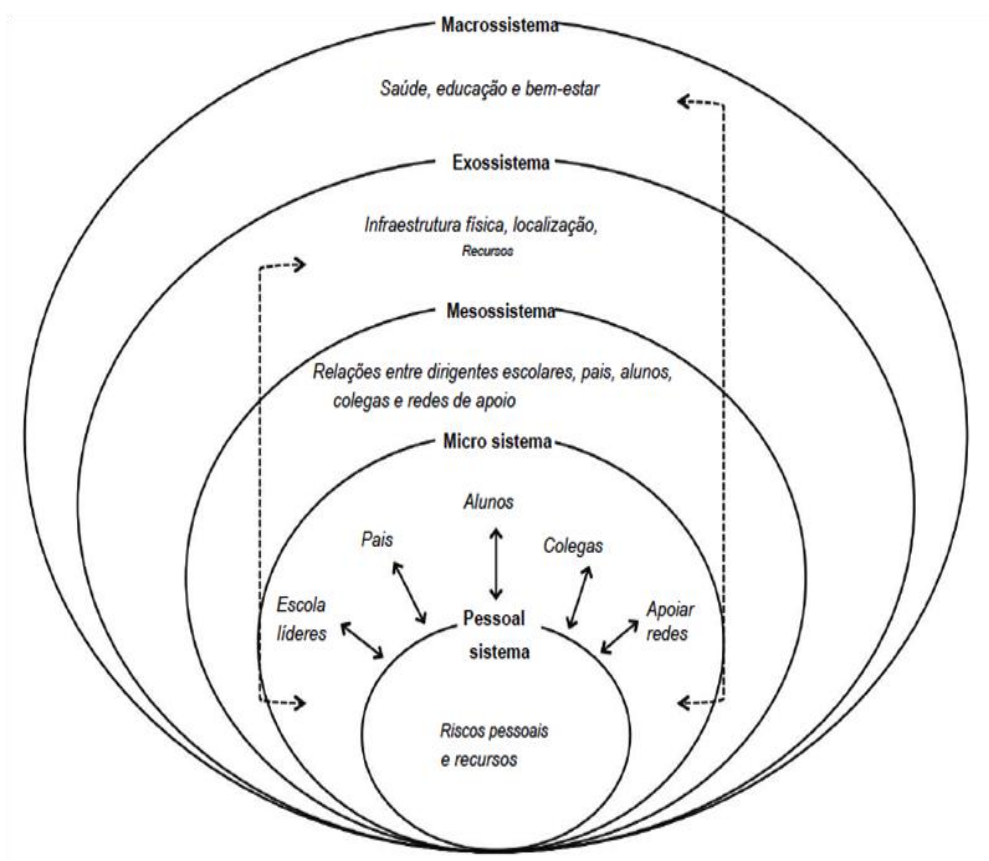 Macrossistema
Saúde, educação e bem-estar
Exossistema
Infraestrutura física, localização,
Recursos
Mesossistema
Relações entre dirigentes escolares, pais, alunos,
colegas e redes de apoio
Micro sistema
Alunos
Pais
Colegas
Escola
líderes
Apoiar
redes
Pessoal
sistema
Riscos pessoais
e recursos